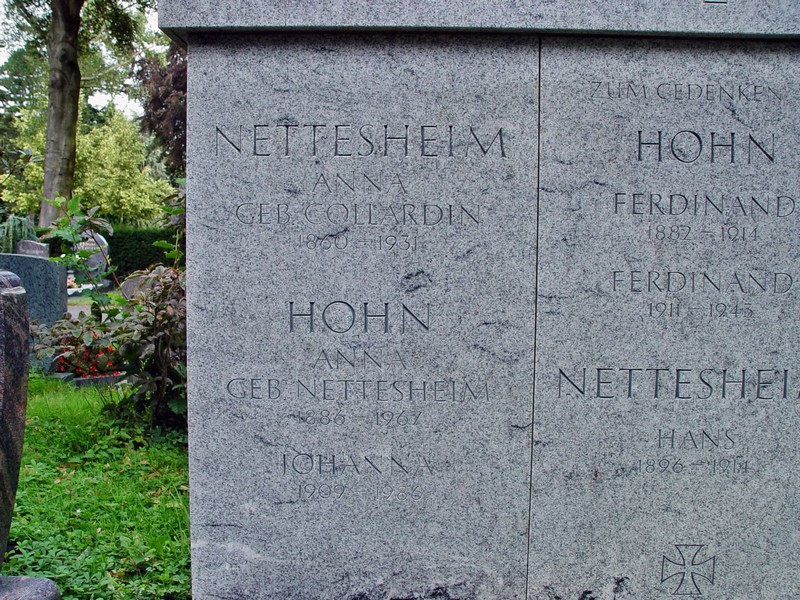 NETTESHEIM
ANNA
GEB. COLLARDIN
1860 – 1931
HOHN
ANNA
GEB. NETTESHEIM
1886 – 1967
JOHANNA
1909 –
ZUM GEDENKEN
HOHN
FERDINAND
1882 – 1914
FERDINAND
1911 – 1943
NETTESHEI
HANS
1896 – 1914